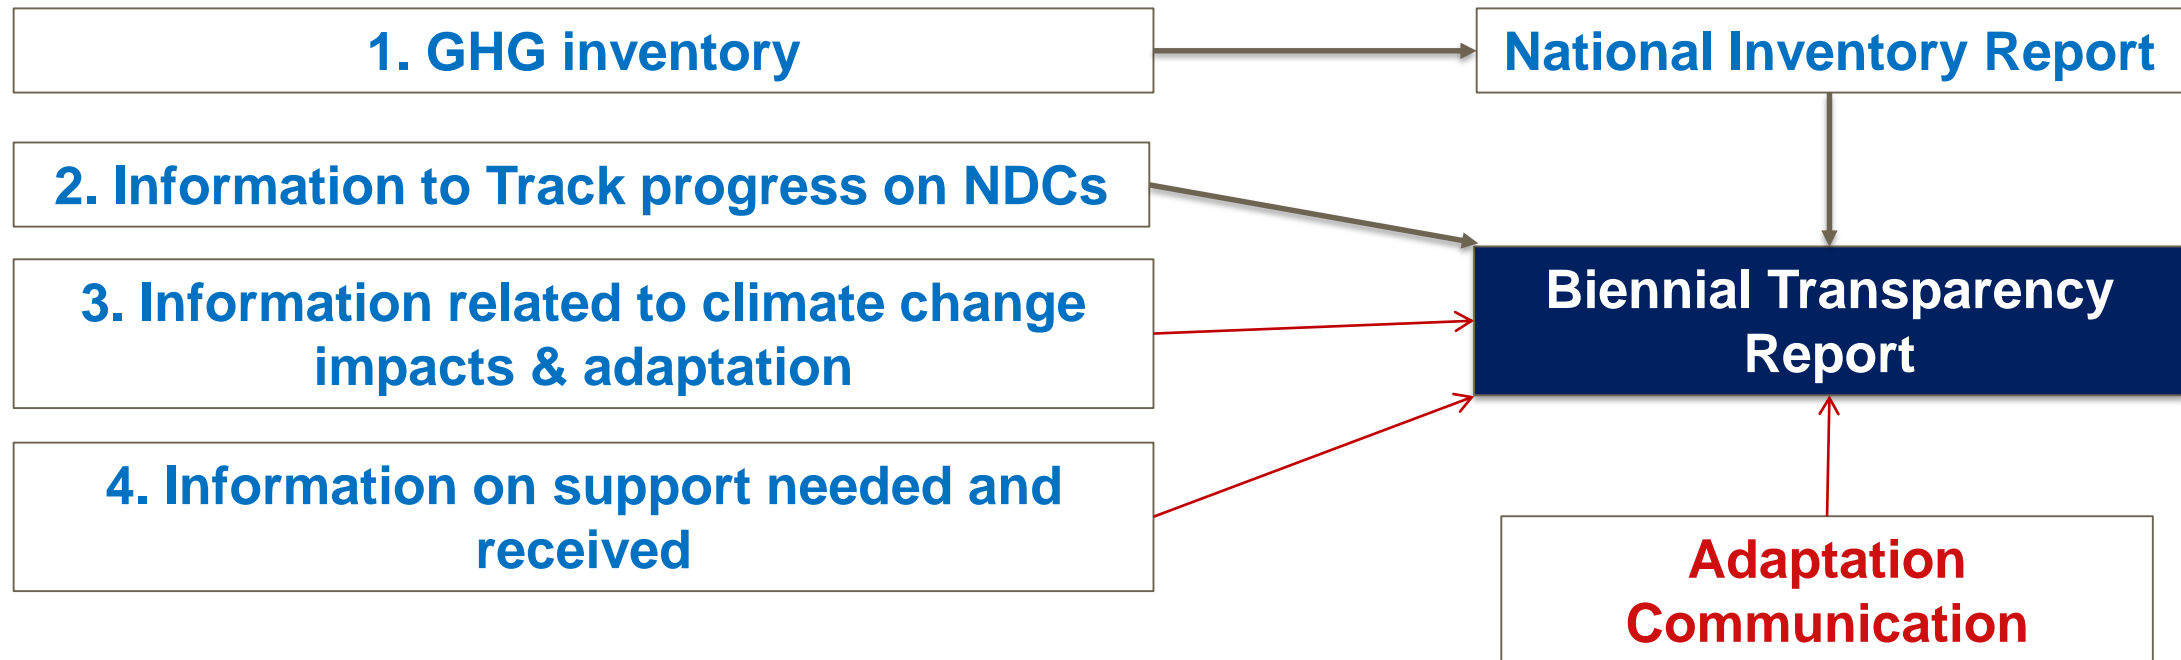 1. GHG inventory
National Inventory Report
2. Information to Track progress on NDCs
3. Information related to climate change
impacts & adaptation
Biennial Transparency
Report
4. Information on support needed and
received
Adaptation
Communication